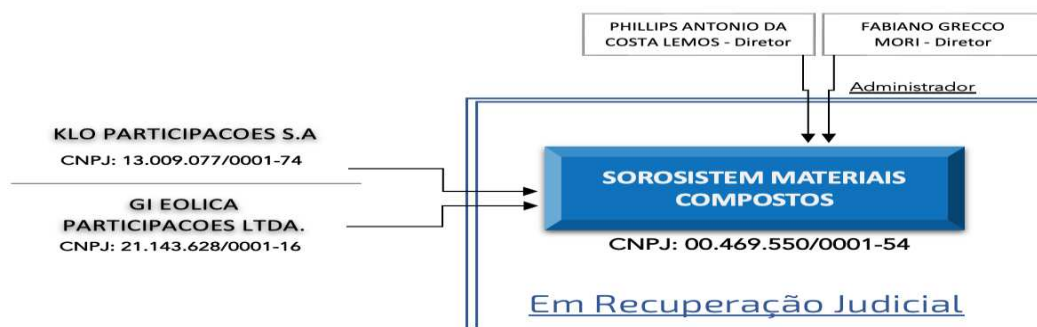 PHILLIPS ANTONIO DA
COSTA LEMOS - Diretor
FABIANO GRECCO
MORI - Diretor
Administrador
KLO PARTICIPACOES S.A
CNPJ: 13.009.077/0001-74
GI EOLICA
PARTICIPACOES LTDA.
CNPJ: 21.143.628/0001-16
SOROSISTEM MATERIAIS
COMPOSTOS
CNPJ: 00.469.550/0001-54
Em Recuperação Judicial